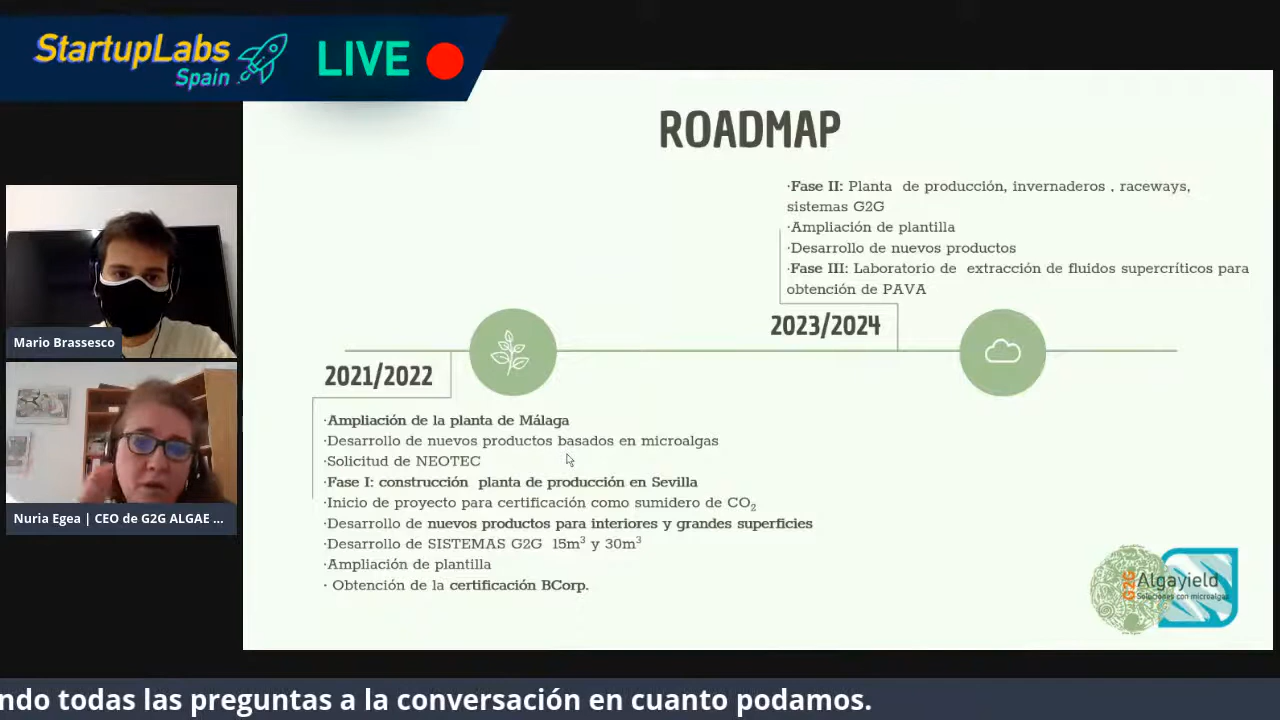 StartupLabs
Spain
LIVE
ROADMAP
·Fase II: Planta de producción, invernaderos , raceways,
sistemas G2G
·Ampliación de plantilla
·Desarrollo de nuevos productos
·Fase III: Laboratorio de extracción de fluidos supercríticos para
obtención de PAVA
2023/2024
Mario Brassesco
2021/2022
·Ampliación de la planta de Málaga
·Desarrollo de nuevos productos basados en microalgas
·Solicitud de NEOTEC
·Fase I: construcción planta de producción en Sevilla
·Inicio de proyecto para certificación como sumidero de CO₂
·Desarrollo de nuevos productos para interiores y grandes superficies
·Desarrollo de SISTEMAS G2G 15m³ y 30m³
·Ampliación de plantilla
· Obtención de la certificación BCorp.
Nuria Egea | CEO de G2G ALGAE ...
G2G
Algayield
Soluciones con microalgas
ndo todas las preguntas a la conversación en cuanto podamos.